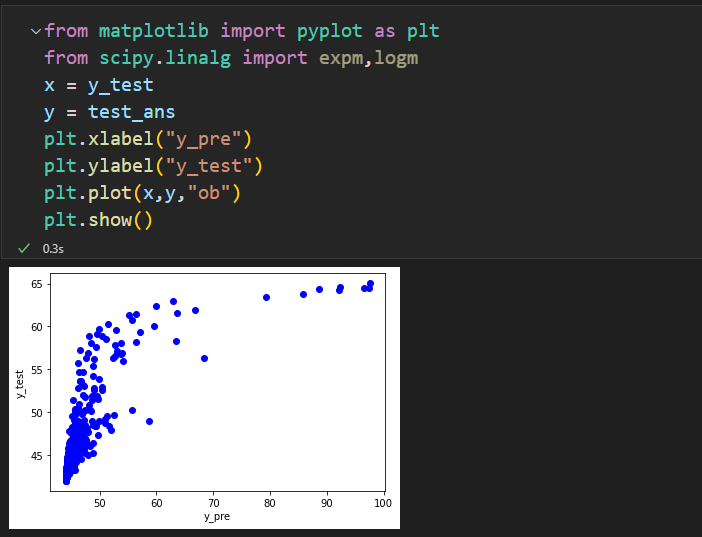 from matplotlib import pyplot as plt
from scipy.linalg import expm,logm
x = y_test
y = test_ans
plt.xlabel("y_pre")
plt.ylabel("y_test")
plt.plot(x,y,"ob")
plt.show()
0.3s
65
60
55
50
45
y_test
50 60 70 80 90 100
y_pre